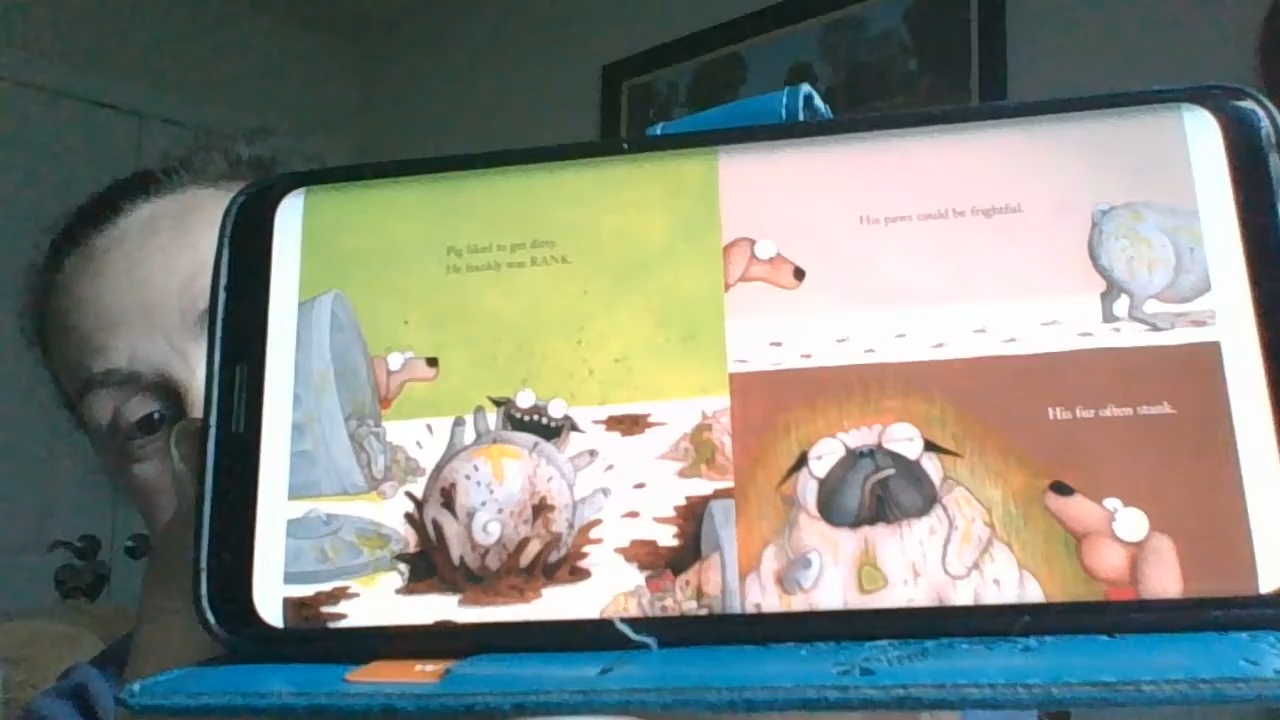 Pig liked to get dirty.
He frankly was RANK.
His paws could be frightful.
His fur often stank.